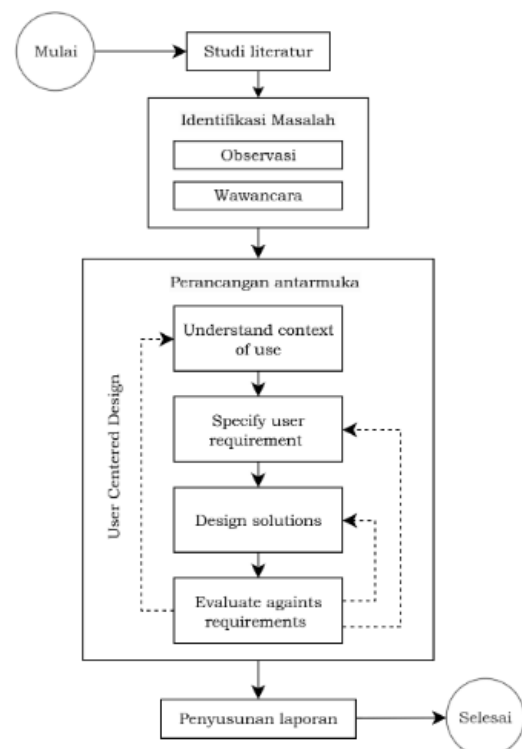 Mulai
Studi literatur
Identifikasi Masalah
Observasi
Wawancara
Perancangan antarmuka
User Centered Design
Understand context
of use
Specify user
requirement
Design solutions
Evaluate againts
requirements
Penyusunan laporan
Selesai